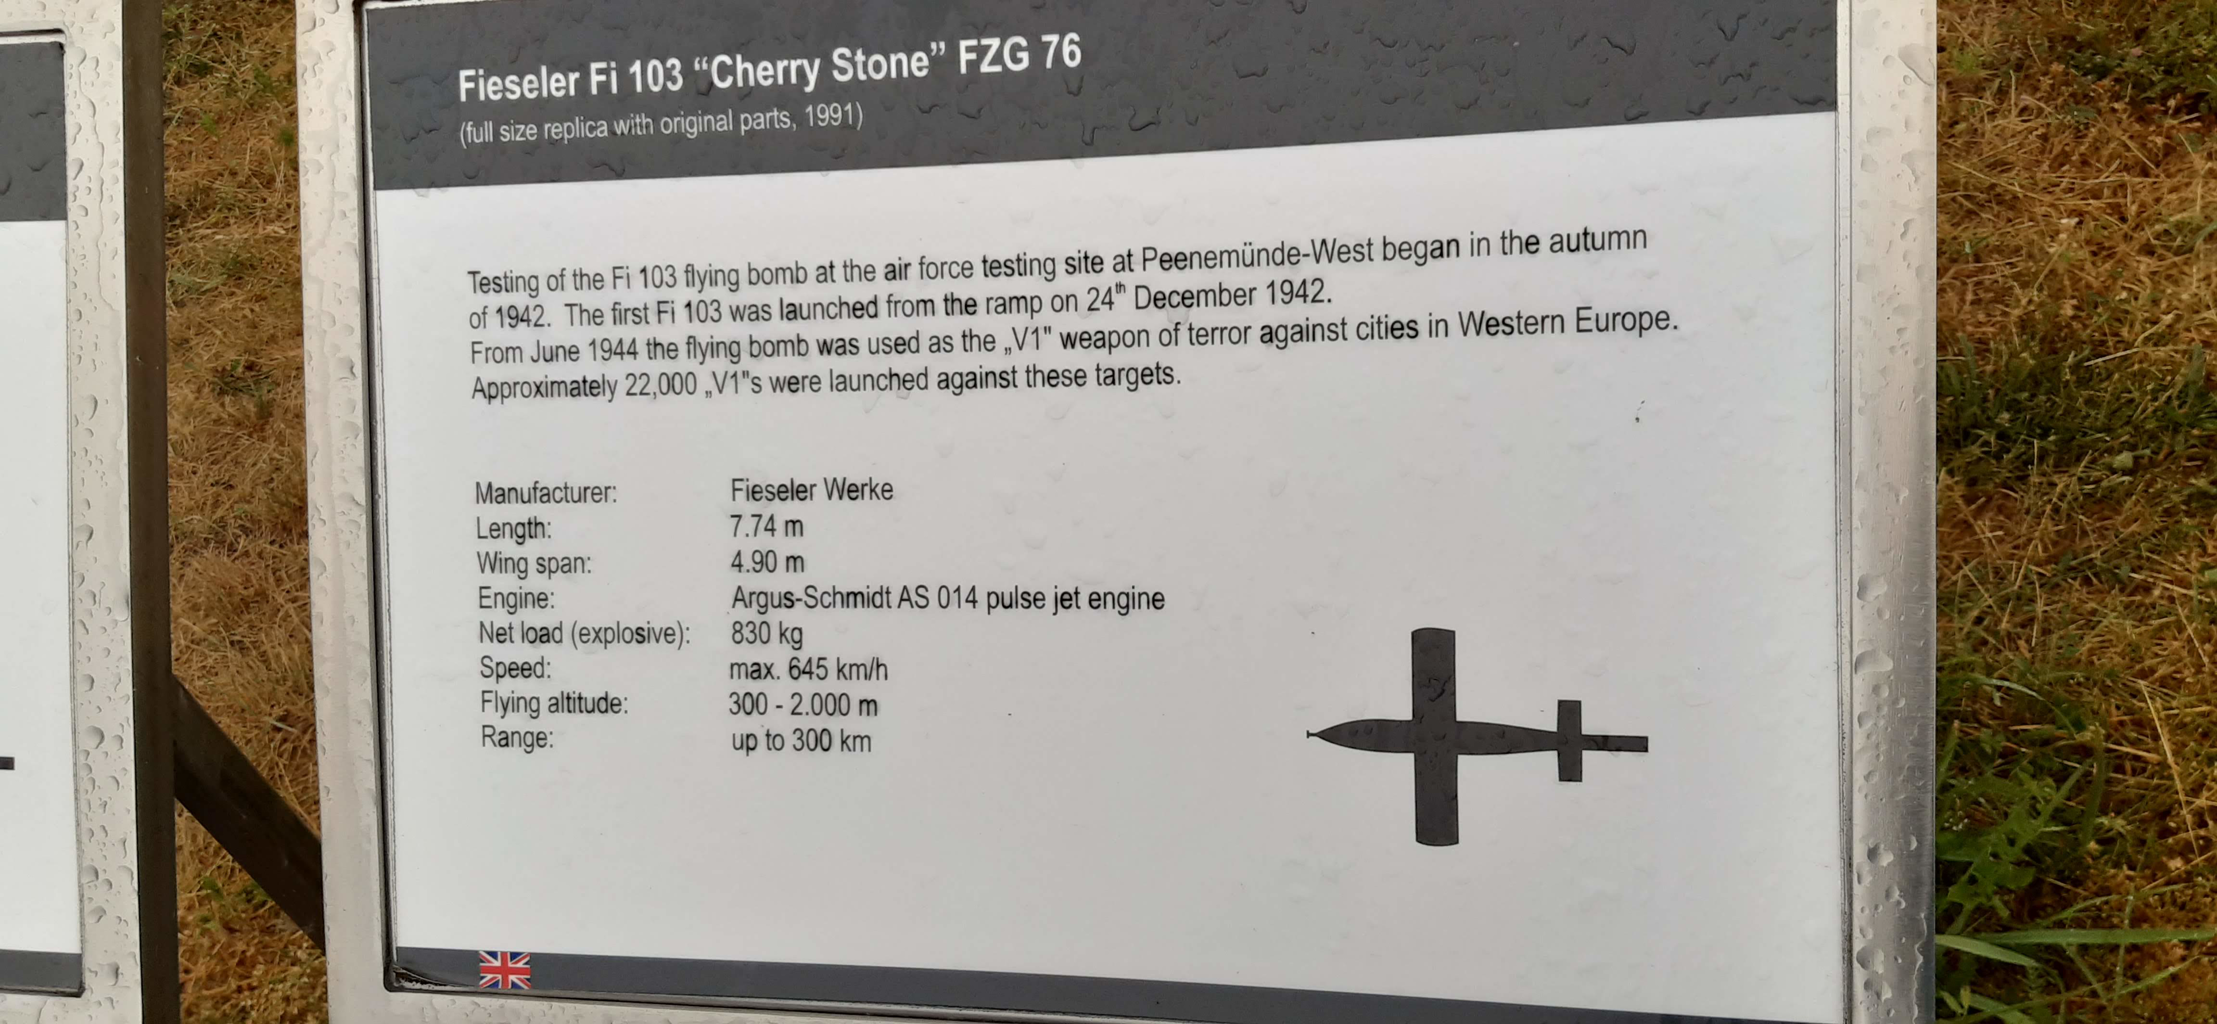 Fieseler Fi 103 “Cherry Stone” FZG 76
(full size replica with original parts, 1991)
Testing of the Fi 103 flying bomb at the air force testing site at Peenemünde-West began in the autumn
of 1942. The first Fi 103 was launched from the ramp on 24th December 1942.
From June 1944 the flying bomb was used as the „V1" weapon of terror against cities in Western Europe.
Approximately 22,000 „V1"s were launched against these targets.
Manufacturer: Fieseler Werke
Length: 7.74 m
Wing span: 4.90 m
Engine: Argus-Schmidt AS 014 pulse jet engine
Net load (explosive): 830 kg
Speed: max. 645 km/h
Flying altitude: 300 - 2.000 m
Range: up to 300 km